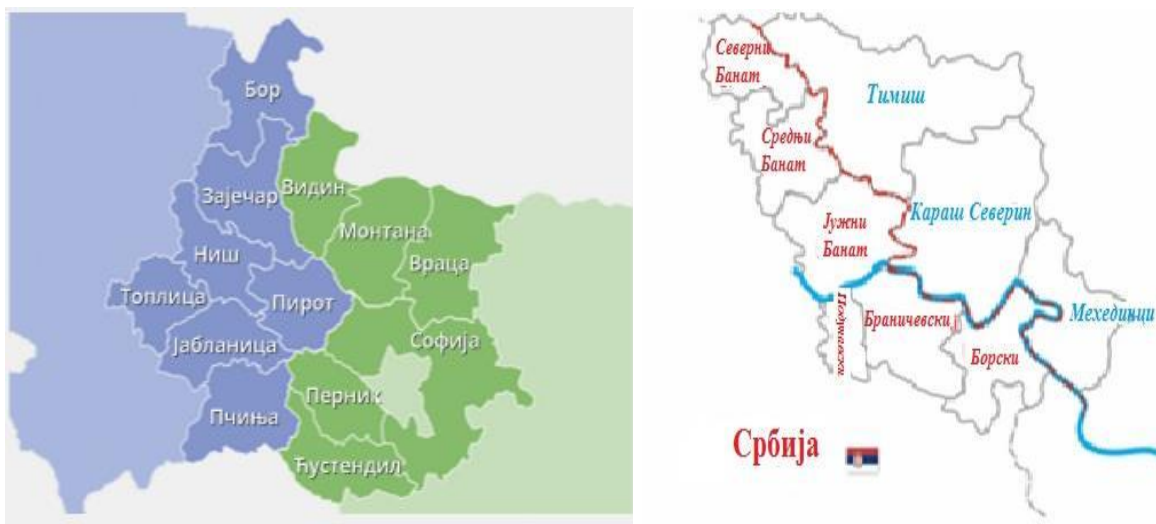 Бор
Зајечар
Видин
Монтана
Враца
Ниш
Топлица
Пирот
Јабланица
Софија
Перник
Пчиња
Ћустендил
Северни
Банат
Тимиш
Средњи
Банат
Јужни
Банат
Караш Северин
Браничевски
Борски
Мехединци
Србија